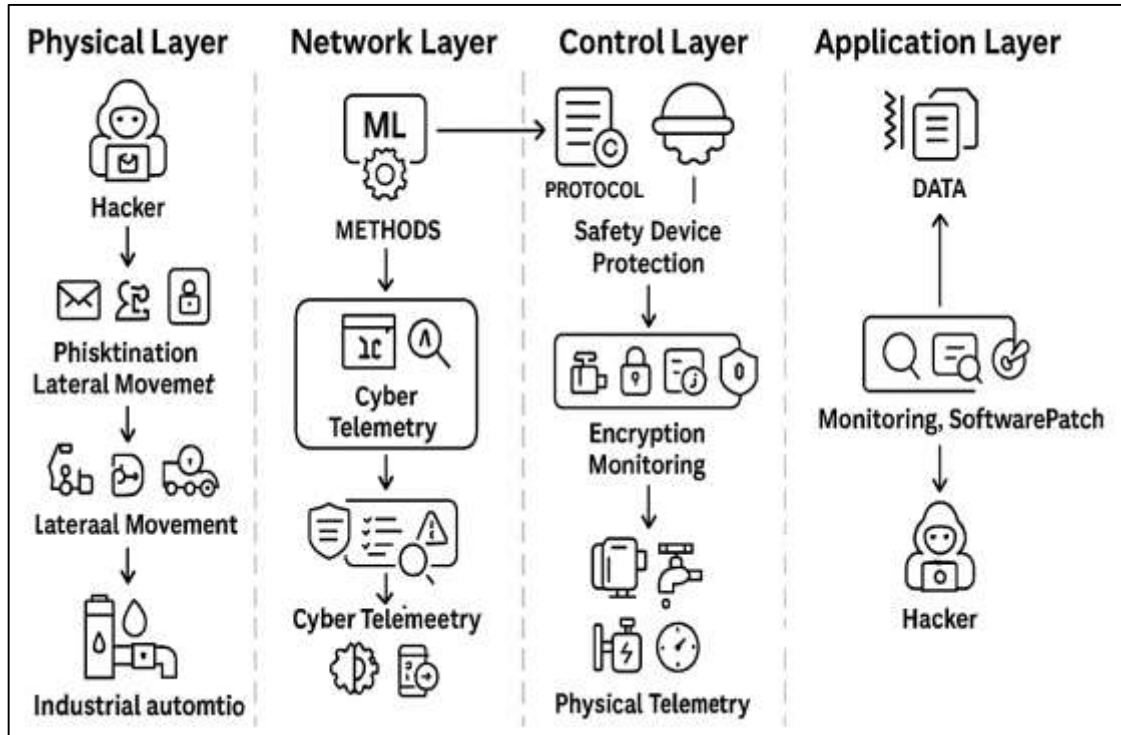 Physical Layer
Network Layer
Control Layer
Application Layer
Hacker
Phisktination
Lateral Movemet
Lateraal Movement
Industrial automtio
ML
METHODS
Cyber
Telemetry
Cyber Telemeetry
PROTOCOL
Safety Device
Protection
Encryption
Monitoring
Physical Telemetry
DATA
Monitoring, SoftwarePatch
Hacker